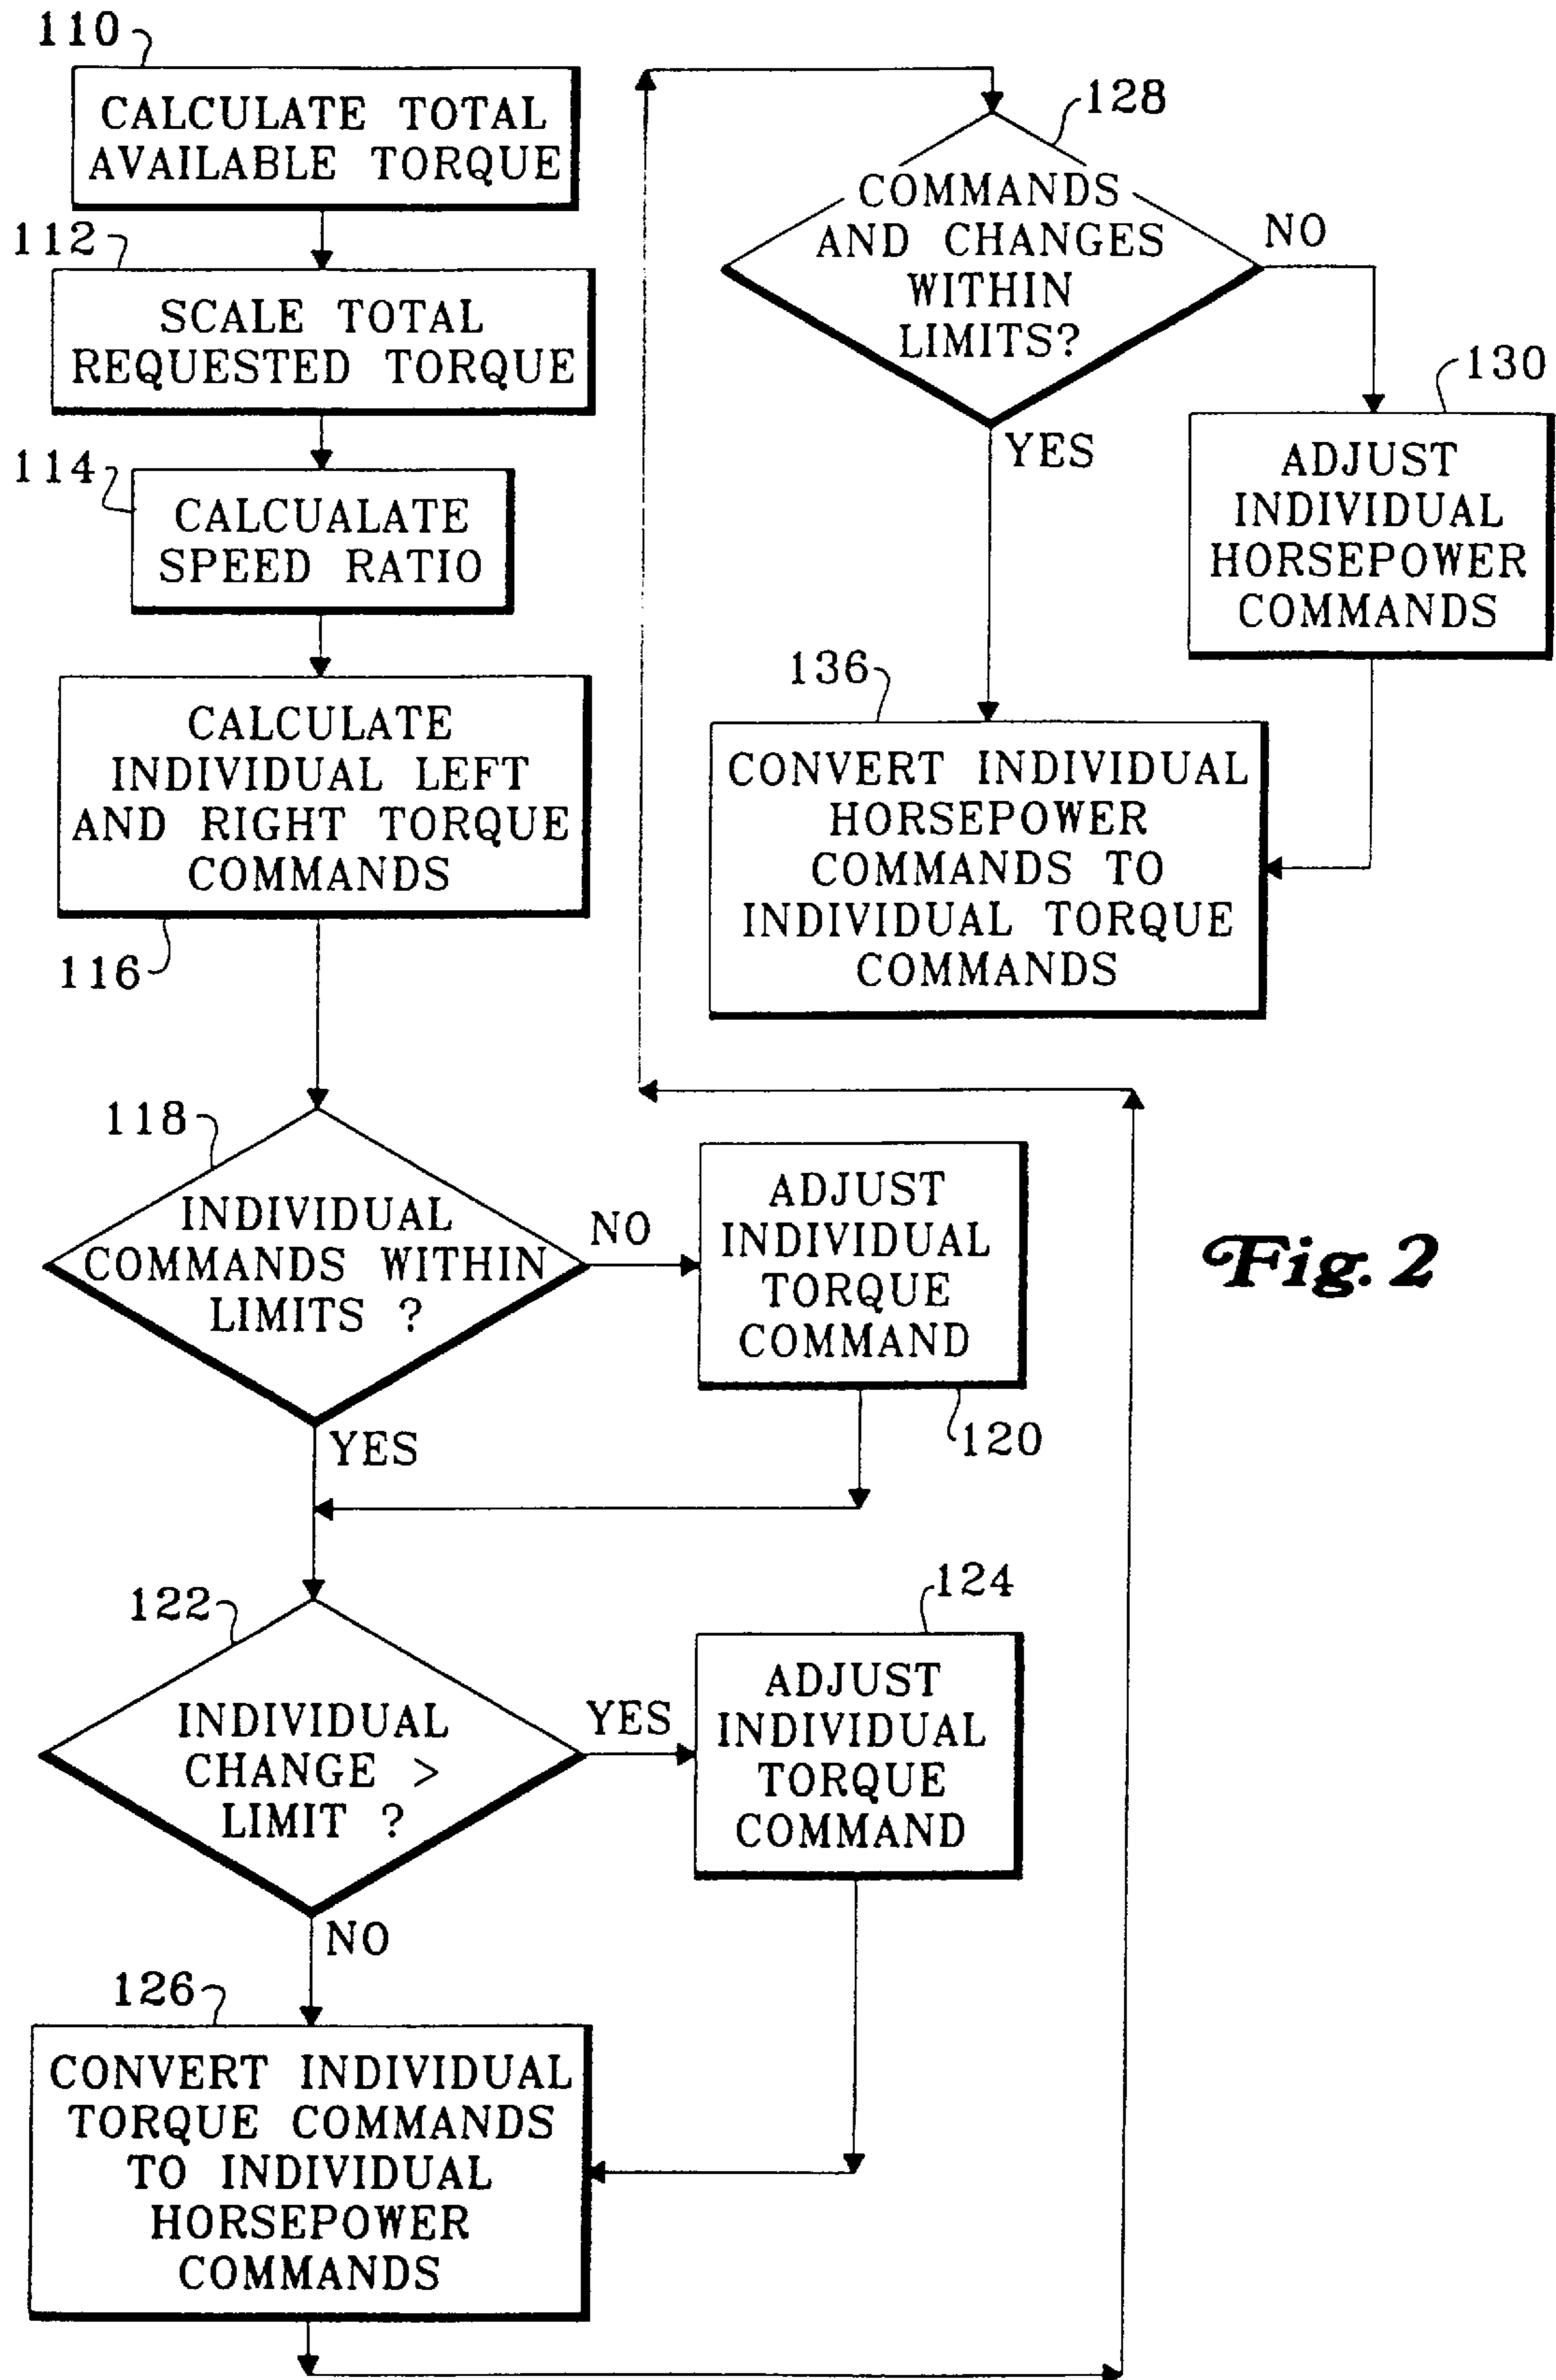 110
CALCULATE TOTAL
AVAILABLE TORQUE
112
SCALE TOTAL
REQUESTED TORQUE
114
CALCUALATE
SPEED RATIO
CALCULATE
INDIVIDUAL LEFT
AND RIGHT TORQUE
COMMANDS
116
118
INDIVIDUAL
COMMANDS WITHIN
LIMITS ?
NO
ADJUST
INDIVIDUAL
TORQUE
COMMAND
120
YES
122
INDIVIDUAL
CHANGE >
LIMIT ?
YES
124
ADJUST
INDIVIDUAL
TORQUE
COMMAND
NO
126
CONVERT INDIVIDUAL
TORQUE COMMANDS
TO INDIVIDUAL
HORSEPOWER
COMMANDS
128
COMMANDS
AND CHANGES
WITHIN
LIMITS?
NO
130
ADJUST
INDIVIDUAL
HORSEPOWER
COMMANDS
YES
136
CONVERT INDIVIDUAL
HORSEPOWER
COMMANDS TO
INDIVIDUAL TORQUE
COMMANDS
Fig. 2